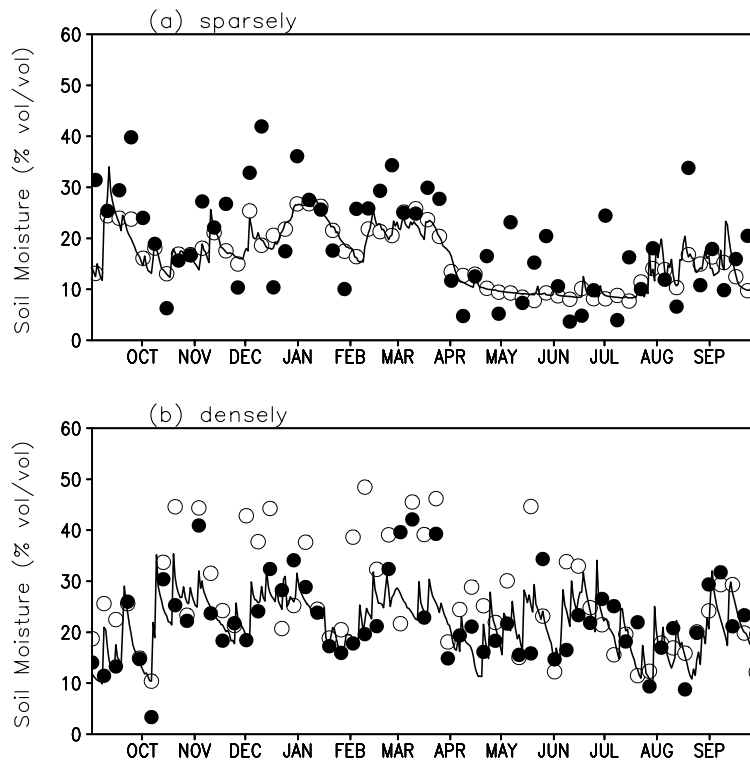 (a) sparsely
Soil Moisture (% vol/vol)
60
50
40
30
20
10
0
OCT NOV DEC JAN FEB MAR APR MAY JUN JUL AUG SEP
(b) densely
Soil Moisture (% vol/vol)
60
50
40
30
20
10
0
OCT NOV DEC JAN FEB MAR APR MAY JUN JUL AUG SEP